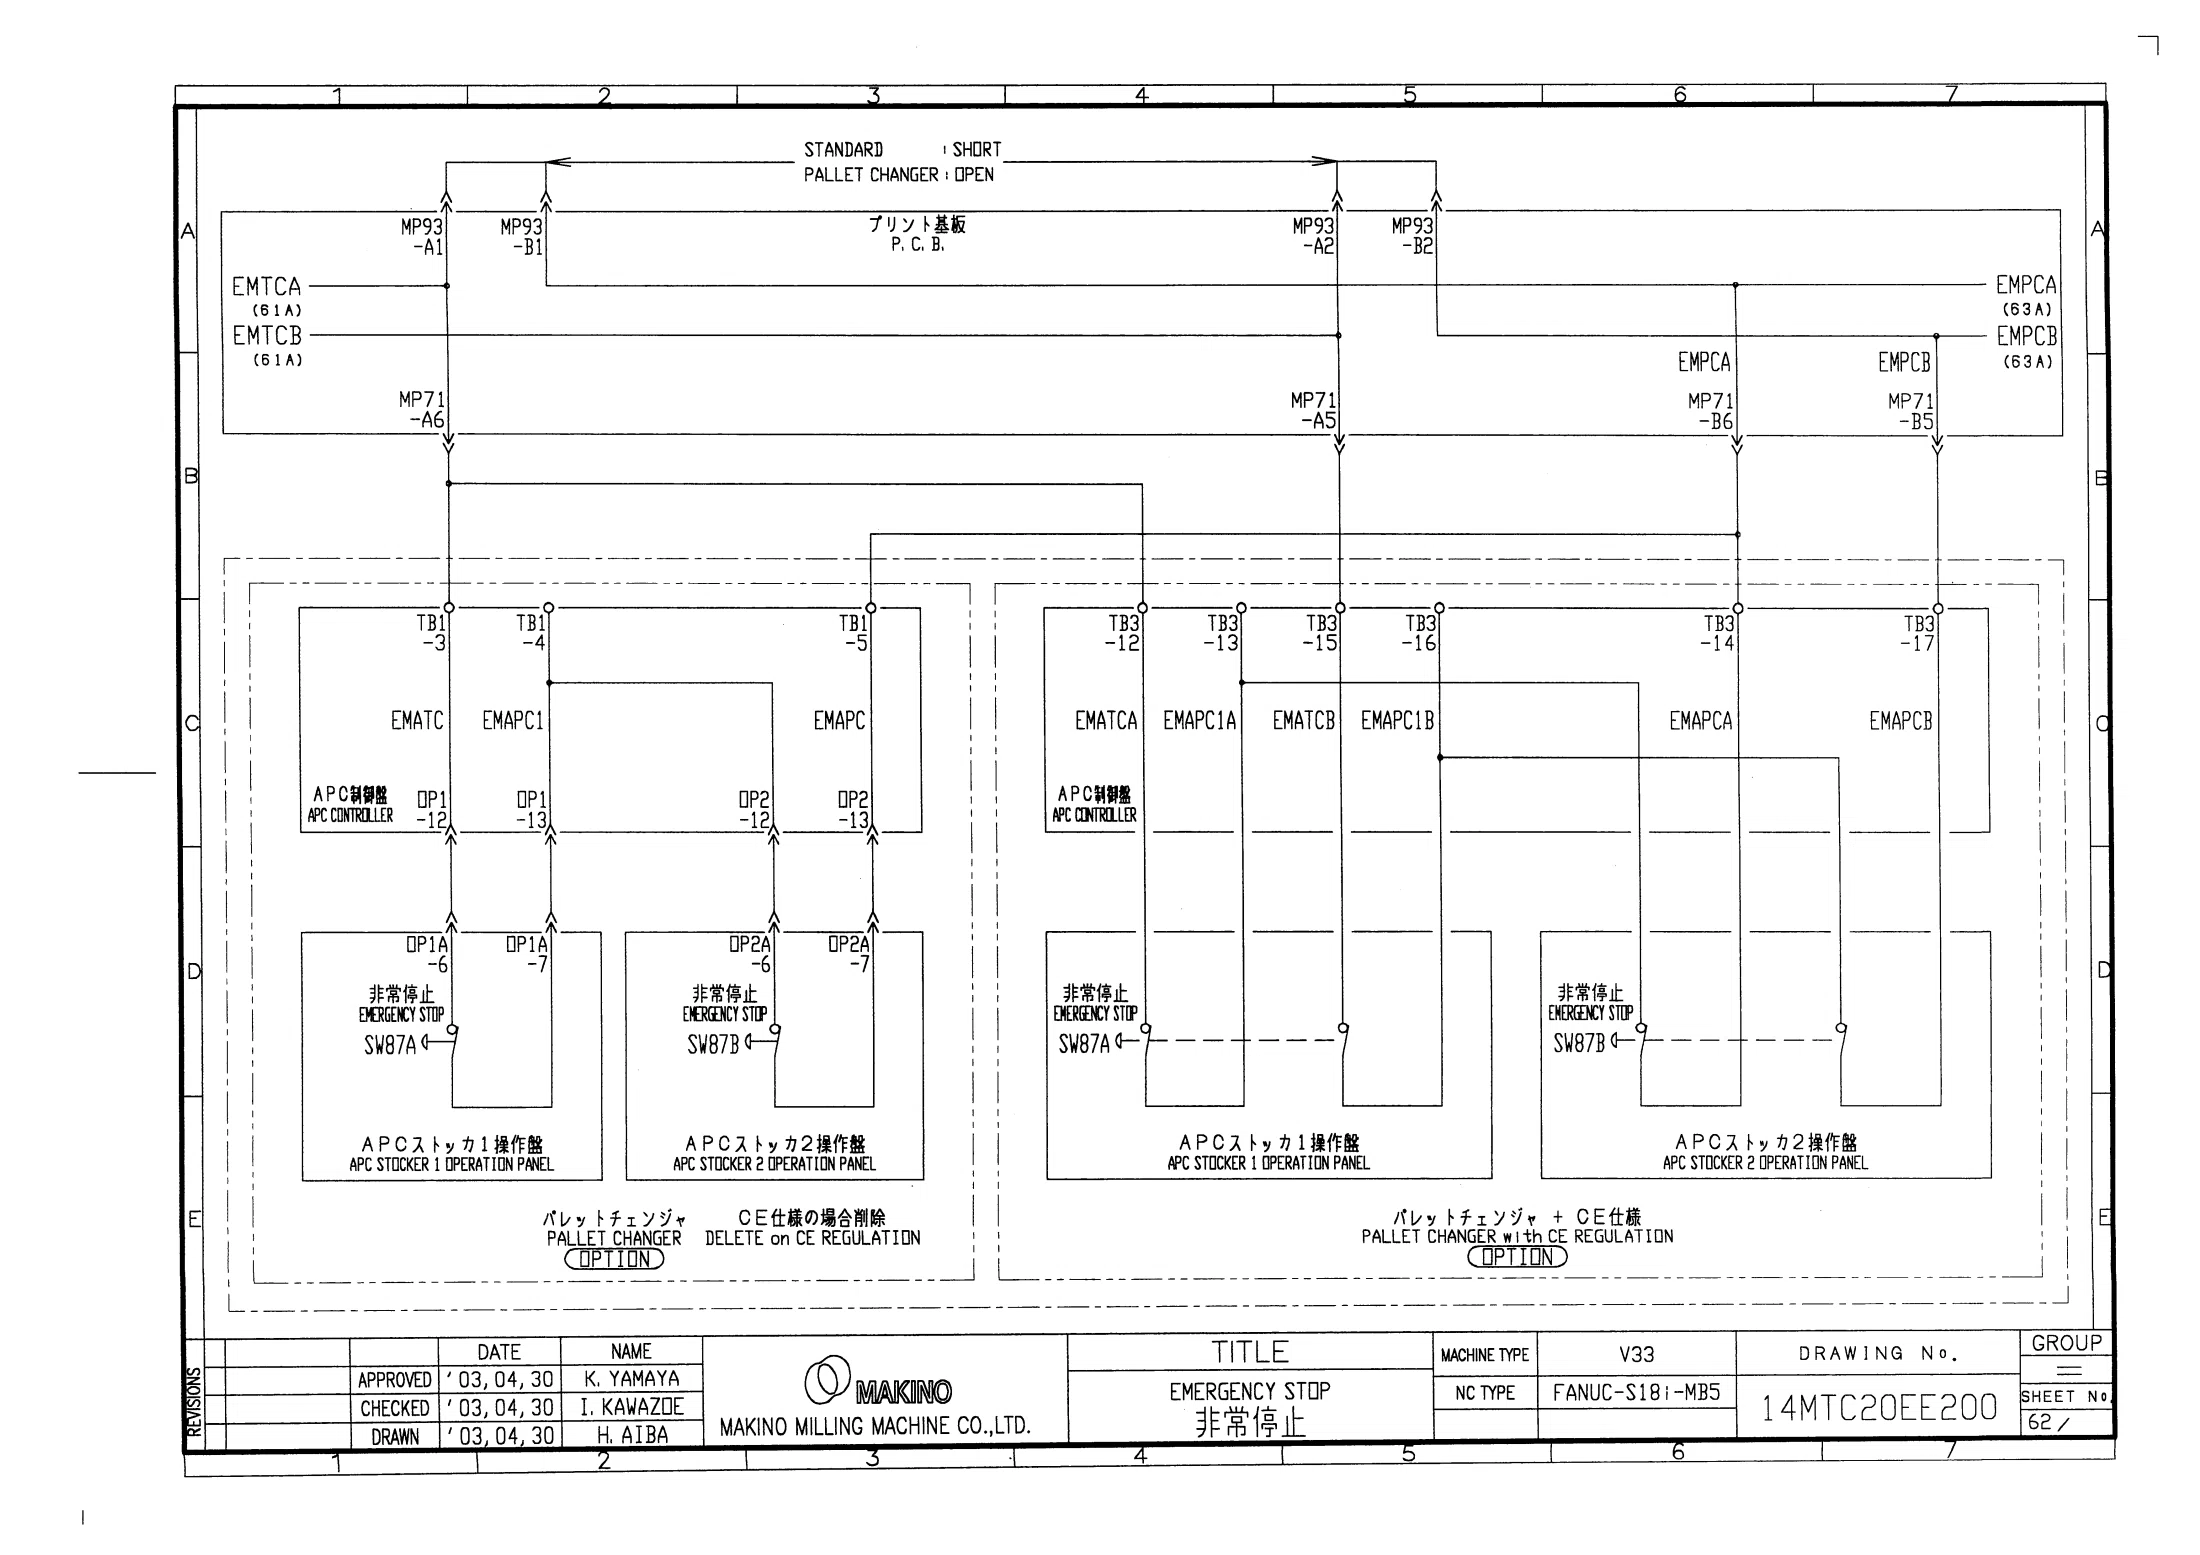 1 2 3 4 5 6 7
STANDARD : SHORT
PALLET CHANGER : OPEN
A
A
MP93
-A1
MP93
-B1
プリント基板
P. C. B.
MP93
-A2
MP93
-B2
EMTCA
(61A)
EMTCB
(61A)
EMPCA
(63A)
EMPCB
(63A)
EMPCA
EMPCB
MP71
-A6
MP71
-A5
MP71
-B6
MP71
-B5
B
B
TB1
-3
TB1
-4
TB1
-5
TB3
-12
TB3
-13
TB3
-15
TB3
-16
TB3
-14
TB3
-17
C
C
EMATC
EMAPC1
EMAPC
EMATCA
EMAPC1A
EMATCB
EMAPC1B
EMAPCA
EMAPCB
APC制御盤
APC CONTROLLER
OP1
-12
OP1
-13
OP2
-12
OP2
-13
APC制御盤
APC CONTROLLER
D
D
OP1A
-6
OP1A
-7
OP2A
-6
OP2A
-7
非常停止
EMERGENCY STOP
SW87A
非常停止
EMERGENCY STOP
SW87B
非常停止
EMERGENCY STOP
SW87A
非常停止
EMERGENCY STOP
SW87B
APCストッカ1操作盤
APC STOCKER 1 OPERATION PANEL
APCストッカ2操作盤
APC STOCKER 2 OPERATION PANEL
APCストッカ1操作盤
APC STOCKER 1 OPERATION PANEL
APCストッカ2操作盤
APC STOCKER 2 OPERATION PANEL
E
E
パレットチェンジャ CE仕様の場合削除
PALLET CHANGER DELETE on CE REGULATION
OPTION
パレットチェンジャ + CE仕様
PALLET CHANGER with CE REGULATION
OPTION
REVISIONS
DATE NAME
APPROVED '03,04,30 K. YAMAYA
CHECKED '03,04,30 I. KAWAZOE
DRAWN '03,04,30 H. AIBA
MAKINO
MAKINO MILLING MACHINE CO.,LTD.
TITLE
EMERGENCY STOP
非常停止
MACHINE TYPE V33
NC TYPE FANUC-S18i-MB5
DRAWING No.
14MTC20EE200
GROUP
=
SHEET No.
62/
1 2 3 4 5 6 7